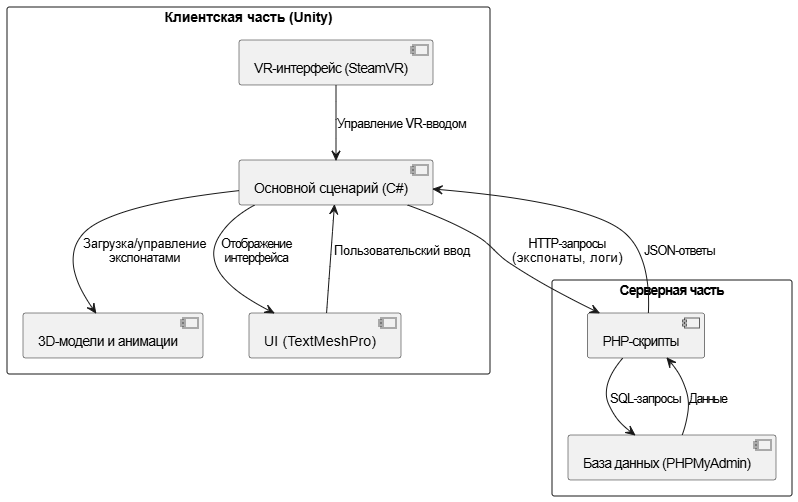 Клиентская часть (Unity)
VR-интерфейс (SteamVR)
Управление VR-вводом
Основной сценарий (C#)
Загрузка/управление
экспонатами
Отображение
интерфейса
Пользовательский ввод
HTTP-запросы
(экспонаты, логи)
JSON-ответы
Серверная часть
3D-модели и анимации
UI (TextMeshPro)
PHP-скрипты
SQL-запросы
Данные
База данных (PHPMyAdmin)